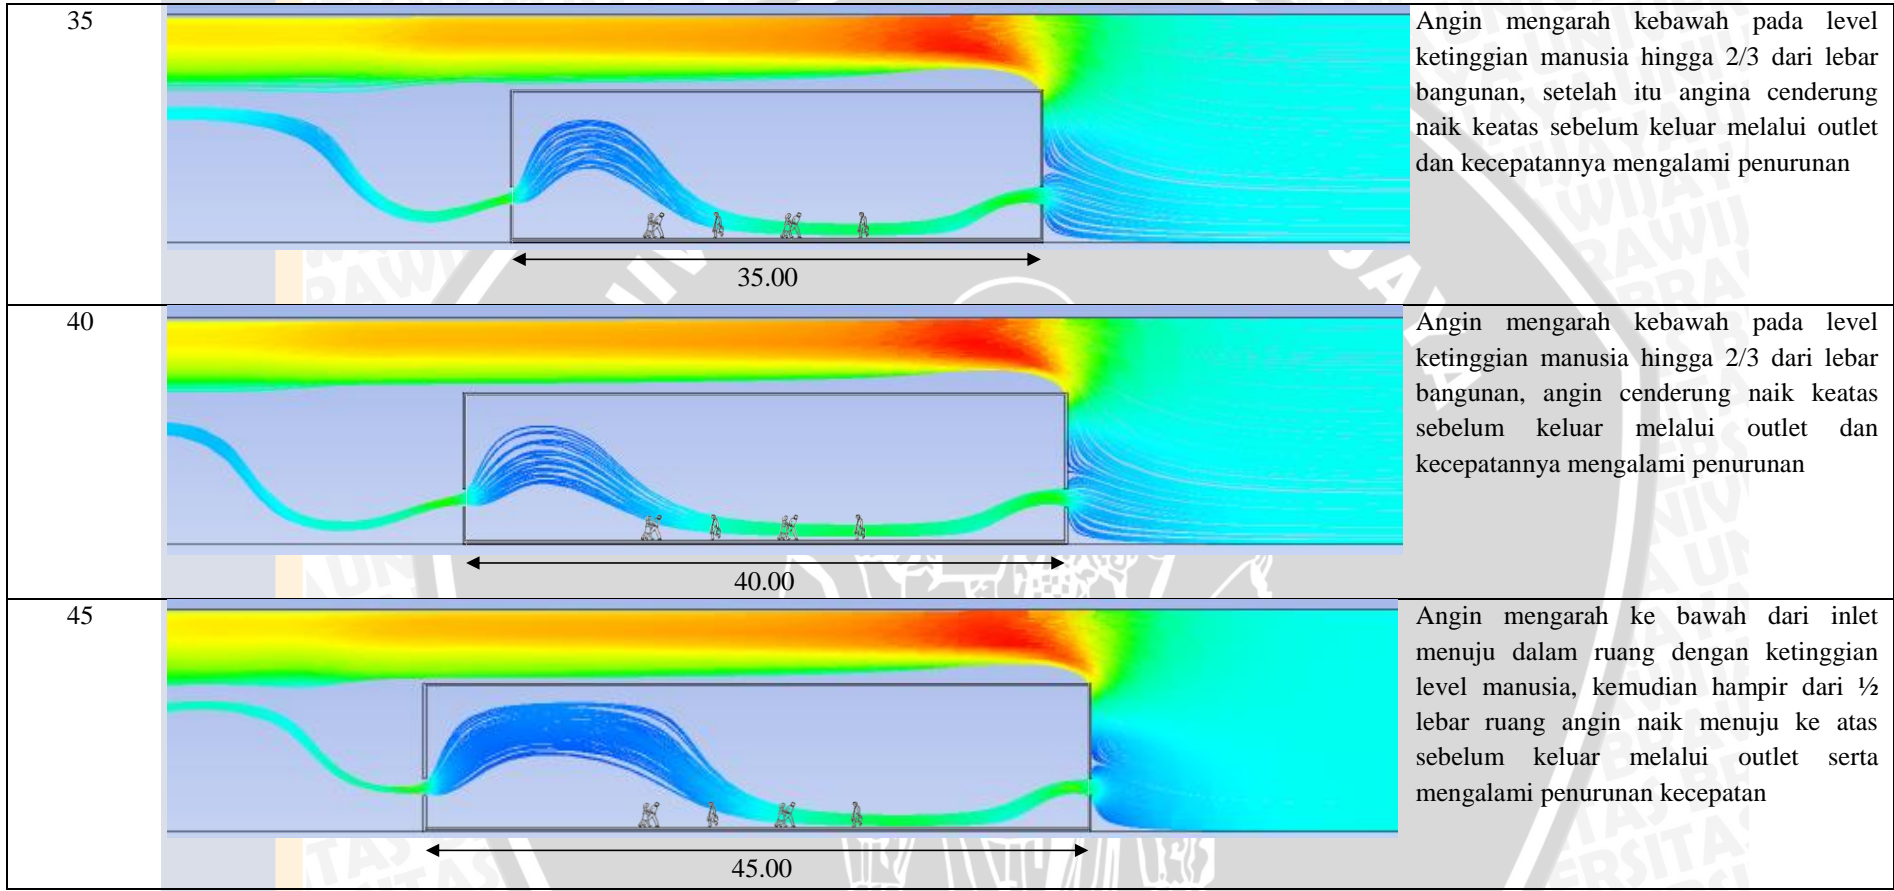 35
Angin mengarah kebawah pada level
ketinggian manusia hingga 2/3 dari lebar
bangunan, setelah itu angina cenderung
naik keatas sebelum keluar melalui outlet
dan kecepatannya mengalami penurunan
35.00
40
Angin mengarah kebawah pada level
ketinggian manusia hingga 2/3 dari lebar
bangunan, angin cenderung naik keatas
sebelum keluar melalui outlet dan
kecepatannya mengalami penurunan
40.00
45
Angin mengarah ke bawah dari inlet
menuju dalam ruang dengan ketinggian
level manusia, kemudian hampir dari ½
lebar ruang angin naik menuju ke atas
sebelum keluar melalui outlet serta
mengalami penurunan kecepatan
45.00